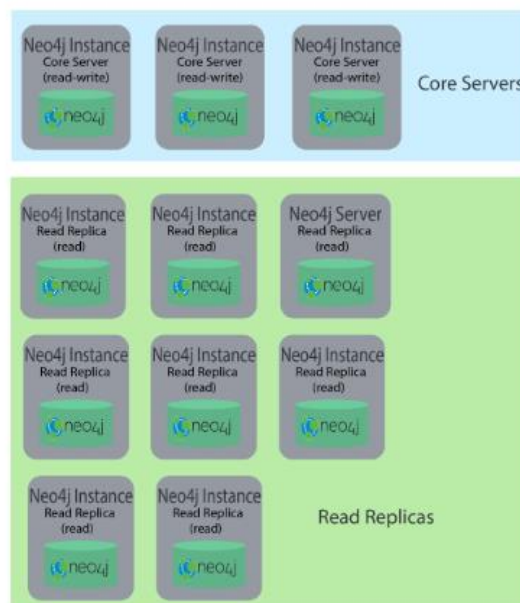 Neo4j Instance
Core Server
(read-write)
neo4j
Neo4j Instance
Core Server
(read-write)
neo4j
Neo4j Instance
Core Server
(read-write)
neo4j
Core Servers
Neo4j Instance
Read Replica
(read)
neo4j
Neo4j Instance
Read Replica
(read)
neo4j
Neo4j Server
Read Replica
(read)
neo4j
Neo4j Instance
Read Replica
(read)
neo4j
Neo4j Instance
Read Replica
(read)
neo4j
Neo4j Instance
Read Replica
(read)
neo4j
Neo4j Instance
Read Replica
(read)
neo4j
Neo4j Instance
Read Replica
(read)
neo4j
Read Replicas